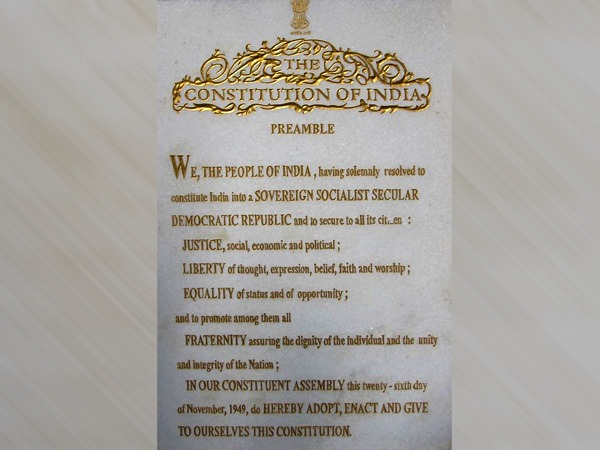 THE
CONSTITUTION OF INDIA
PREAMBLE
WE, THE PEOPLE OF INDIA , having solemnly resolved to
constitute India into a SOVEREIGN SOCIALIST SECULAR
DEMOCRATIC REPUBLIC and to secure to all its cit...en :
JUSTICE, social, economic and political ;
LIBERTY of thought, expression, belief, faith and worship ;
EQUALITY of status and of opportunity ;
and to promote among them all
FRATERNITY assuring the dignity of the individual and the unity
and integrity of the Nation ;
IN OUR CONSTITUENT ASSEMBLY this twenty - sixth day
of November, 1949, do HEREBY ADOPT, ENACT AND GIVE
TO OURSELVES THIS CONSTITUTION.